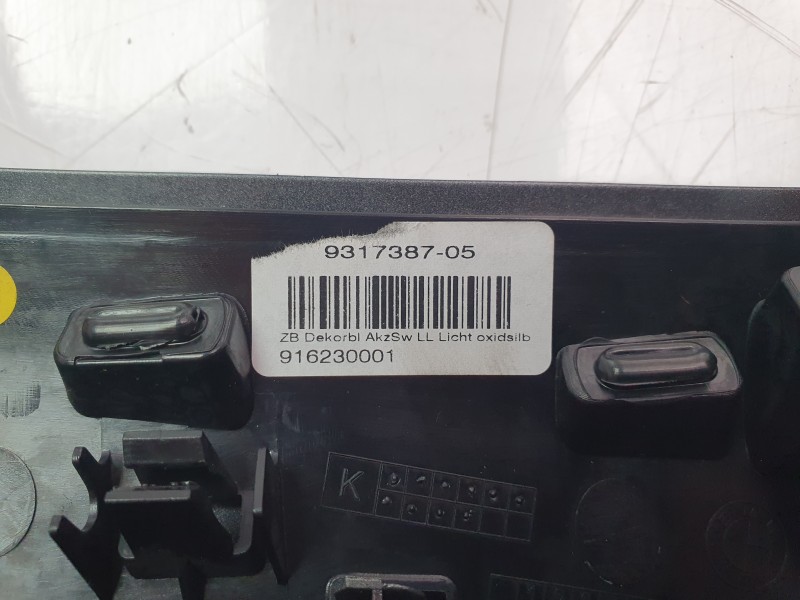 9317387-05
ZB Dekorbl AkzSw LL Licht oxidsilb
916230001
K